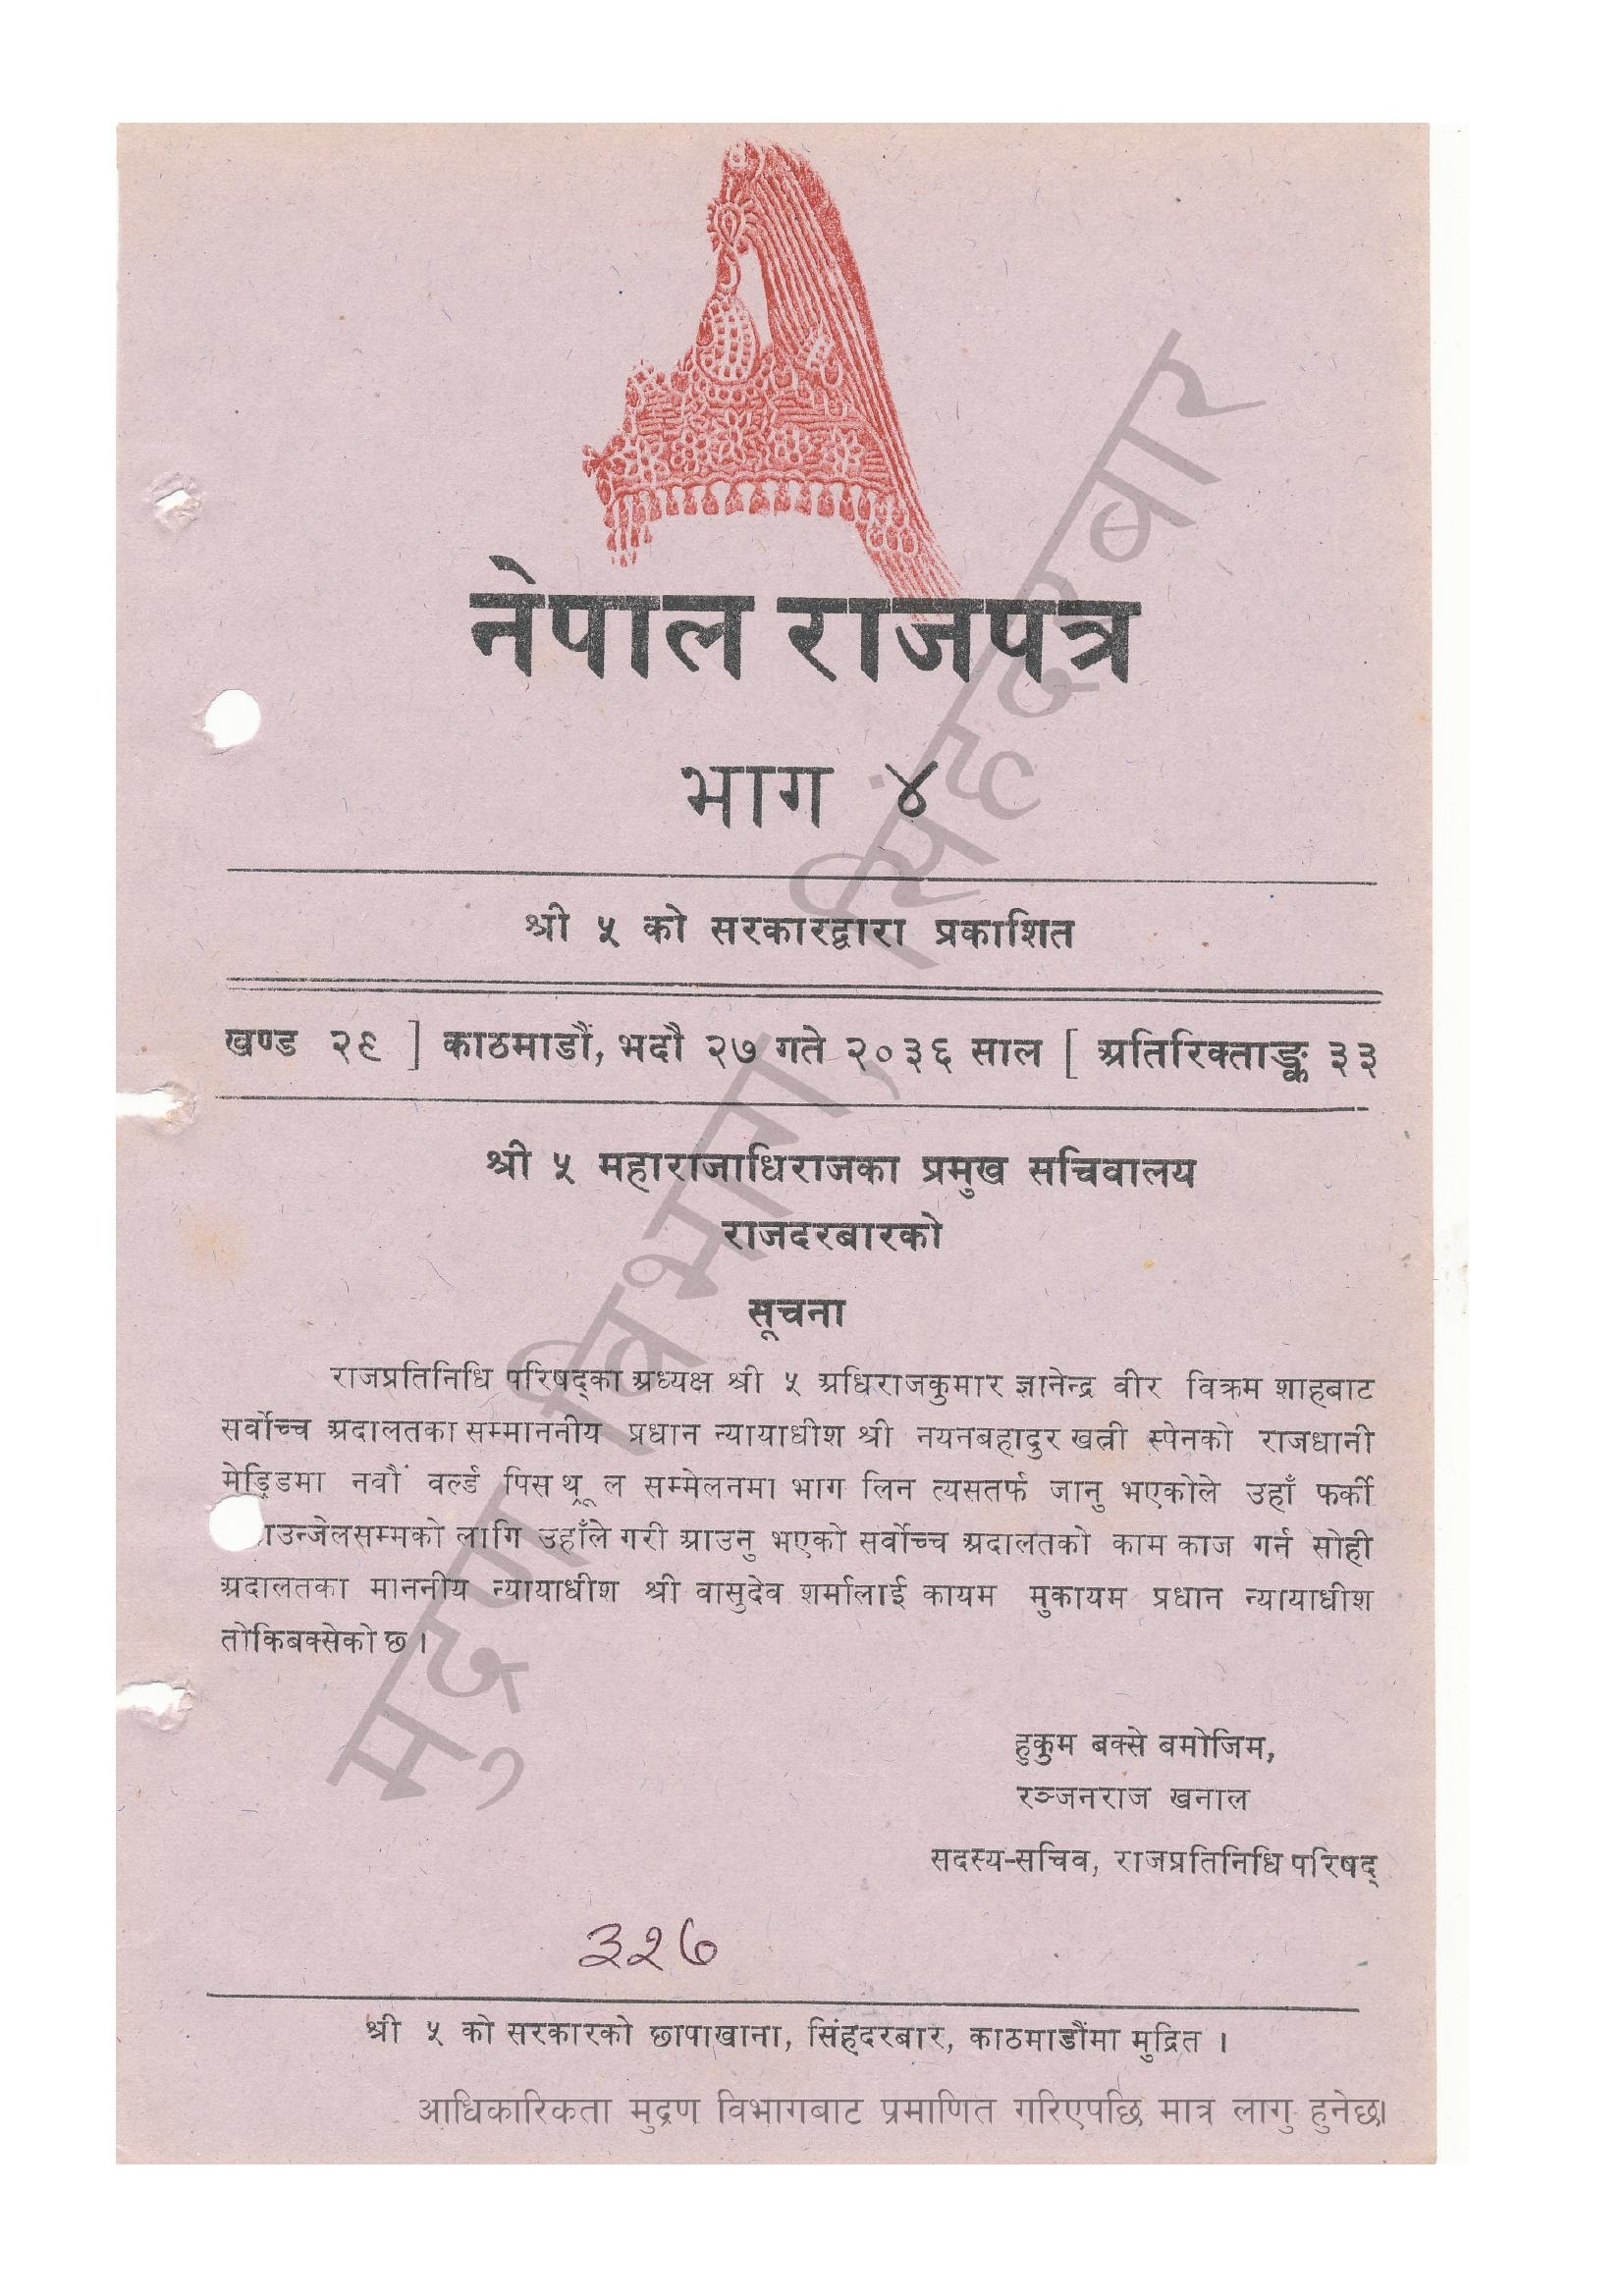 नेपाल राजपत्र
भाग ४
श्री ५ को सरकारद्वारा प्रकाशित
खण्ड २९ ] काठमाडौं, भदौ २७ गते २०३६ साल [ अतिरिक्ताङ्क ३३
श्री ५ महाराजाधिराजका प्रमुख सचिवालय
राजदरबारको
सूचना
राजप्रतिनिधि परिषद्का अध्यक्ष श्री ५ अधिराजकुमार ज्ञानेन्द्र वीर विक्रम शाहबाट
सर्वोच्च अदालतका सम्माननीय प्रधान न्यायाधीश श्री नयनबहादुर खत्री स्पेनको राजधानी
मेड्रिडमा नवौं वर्ल्ड पिस थ्रू ल सम्मेलनमा भाग लिन त्यसतर्फ जानु भएकोले उहाँ फर्की
ाउन्जेलसम्मको लागि उहाँले गरी आउनु भएको सर्वोच्च अदालतको काम काज गर्न सोही
अदालतका माननीय न्यायाधीश श्री वासुदेव शर्मालाई कायम मुकायम प्रधान न्यायाधीश
तोकिबक्सेको छ ।
हुकुम बक्से बमोजिम,
रञ्जनराज खनाल
सदस्य-सचिव, राजप्रतिनिधि परिषद्
३२७
श्री ५ को सरकारको छापाखाना, सिंहदरबार, काठमाडौंमा मुद्रित ।
आधिकारिकता मुद्रण विभागबाट प्रमाणित गरिएपछि मात्र लागु हुनेछ।
मुद्रण विभाग, सिंहदरबार